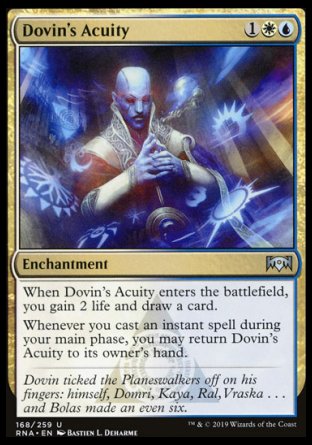 Dovin's Acuity 1
Enchantment
When Dovin's Acuity enters the battlefield,
you gain 2 life and draw a card.
Whenever you cast an instant spell during
your main phase, you may return Dovin's
Acuity to its owner's hand.
Dovin ticked the Planeswalkers off on his
fingers: himself, Domri, Kaya, Ral,Vraska . . .
and Bolas made an even six.
168/259 U
RNA • EN Bastien L. Deharme
™ & © 2019 Wizards of the Coast